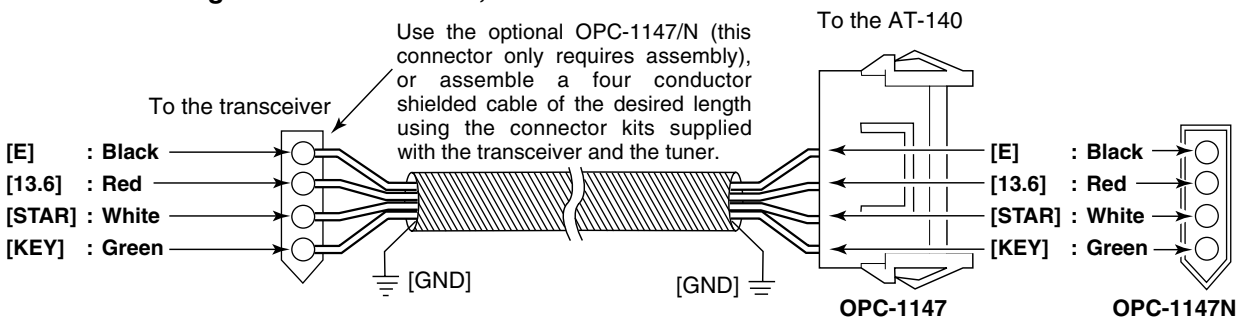 To the AT-140
Use the optional OPC-1147/N (this
connector only requires assembly),
or assemble a four conductor
shielded cable of the desired length
using the connector kits supplied
with the transceiver and the tuner.
To the transceiver
[E] : Black
[13.6] : Red
[STAR] : White
[KEY] : Green
[GND]
[GND]
[E] : Black
[13.6] : Red
[STAR] : White
[KEY] : Green
OPC-1147
OPC-1147N